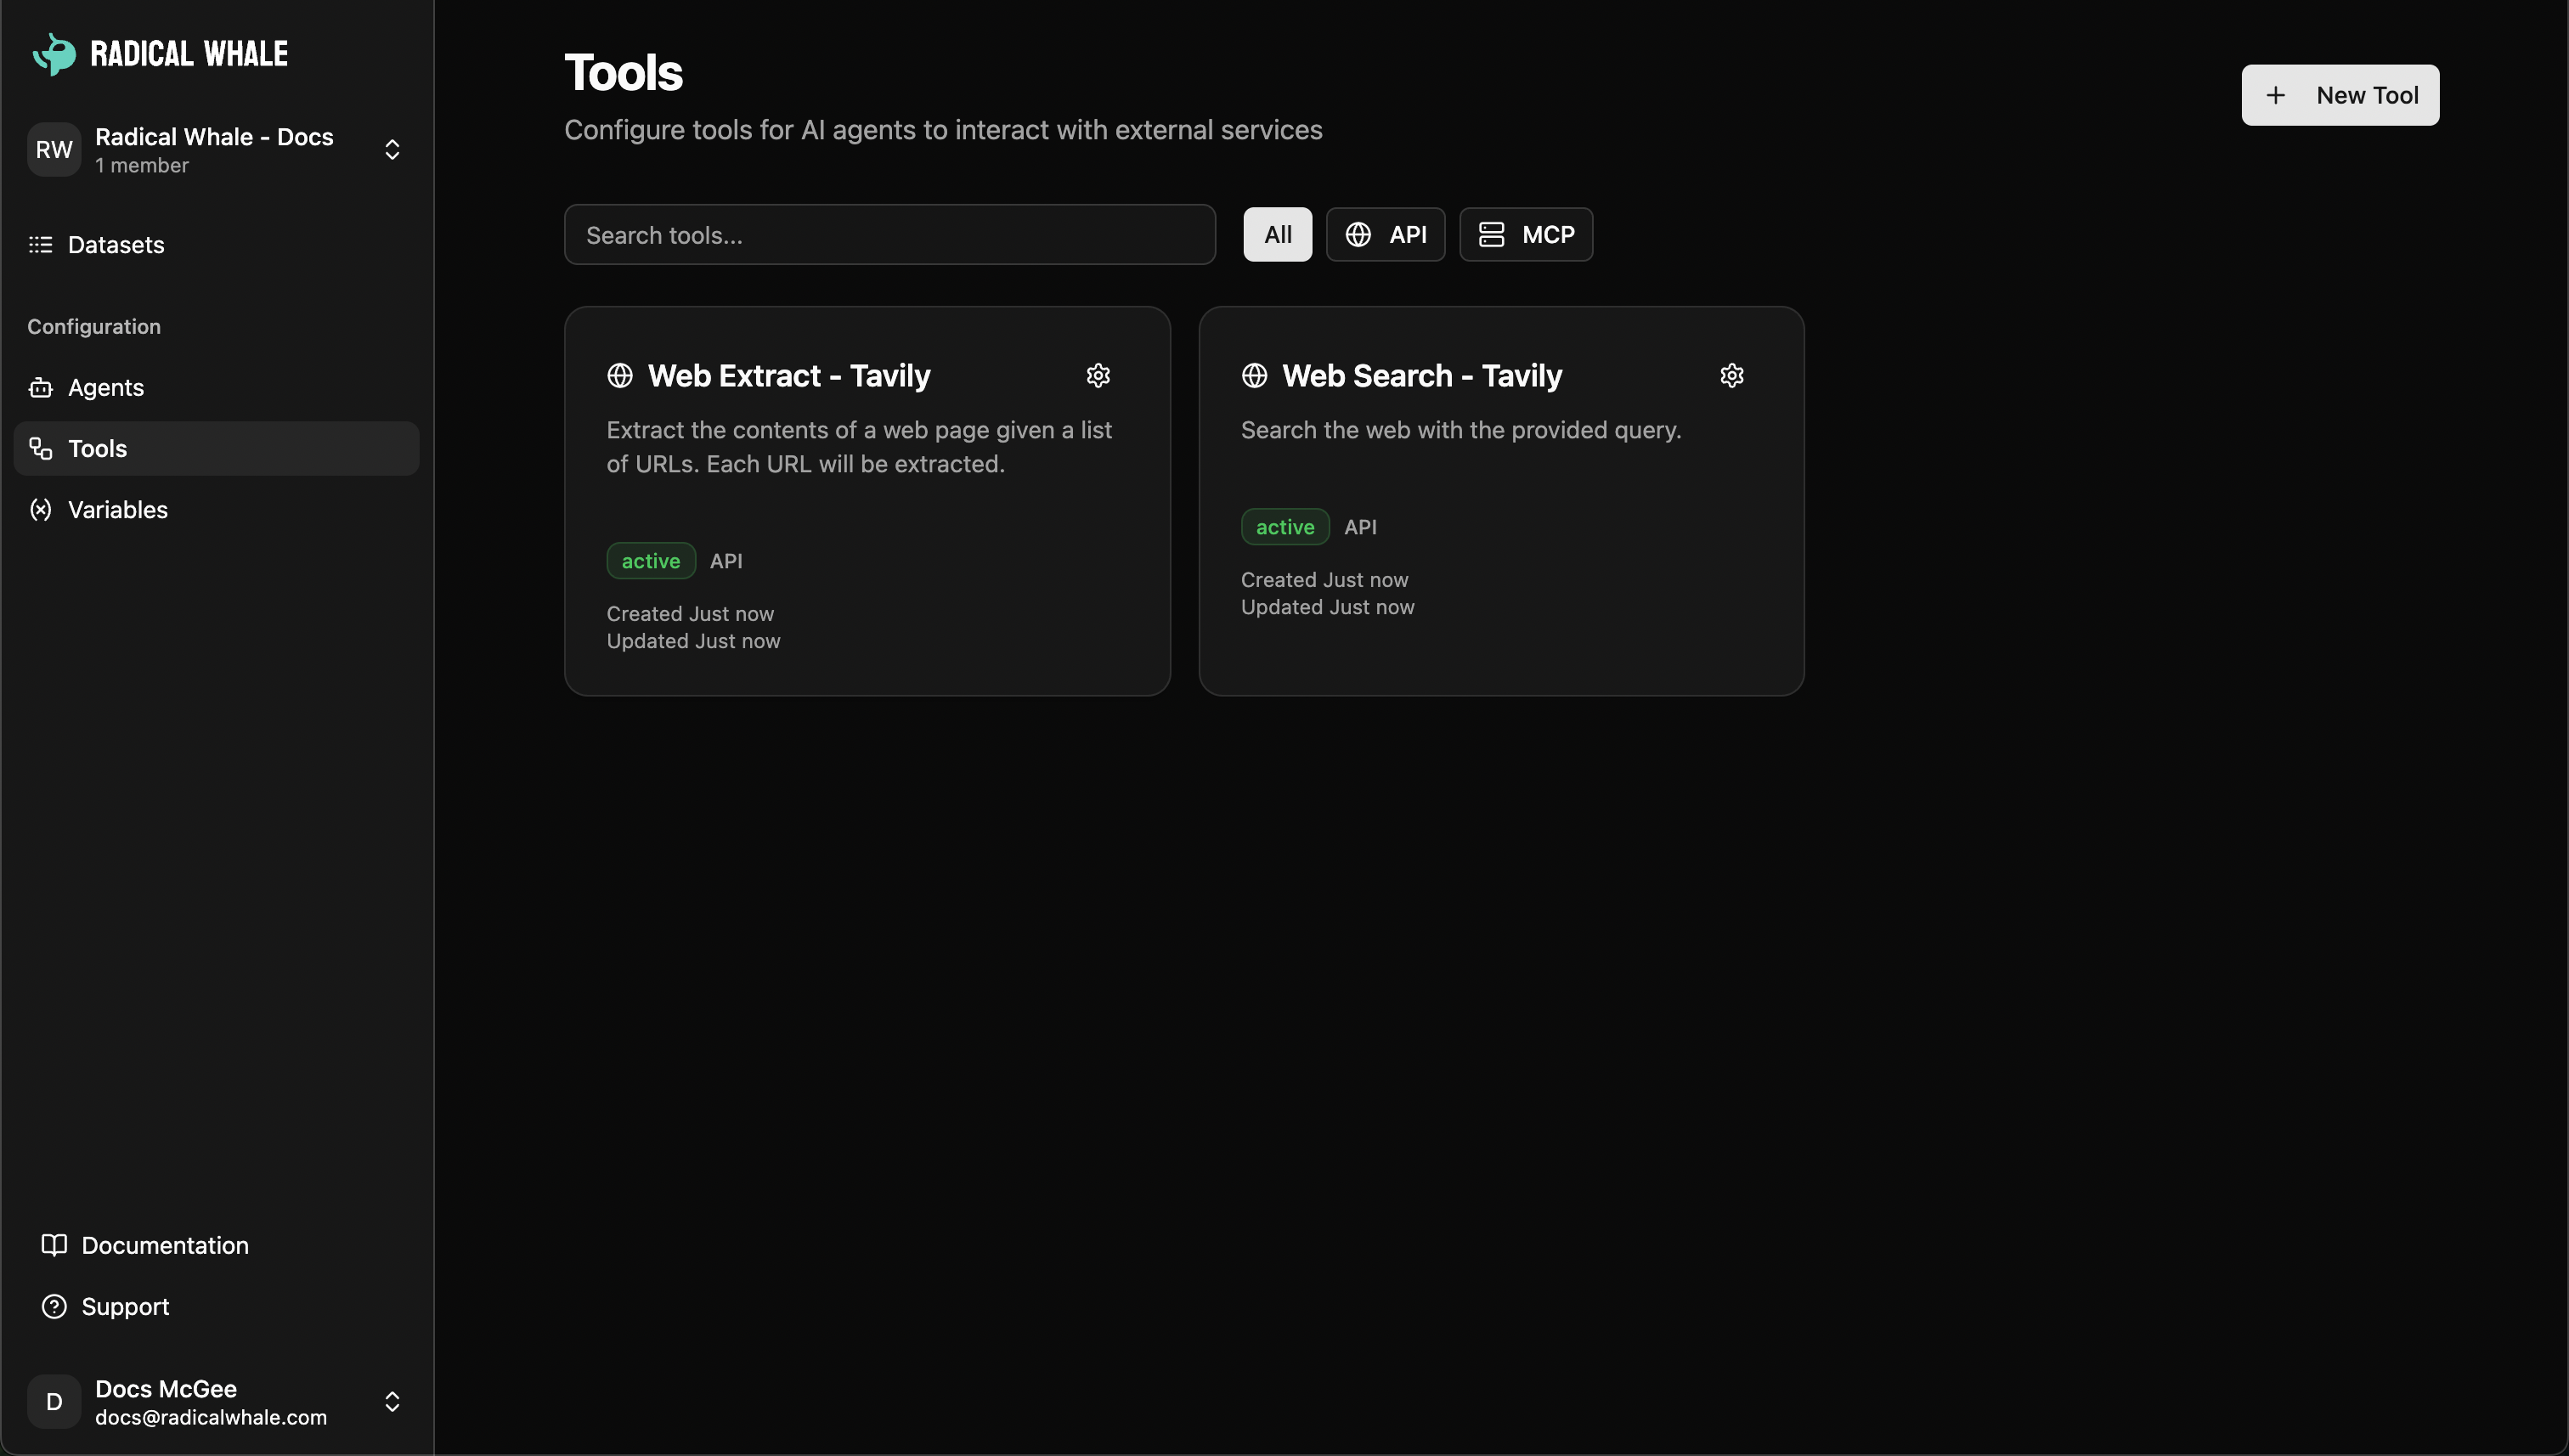 RADICAL WHALE
RW
Radical Whale - Docs
1 member
Datasets
Configuration
Agents
Tools
Variables
Documentation
Support
D
Docs McGee
docs@radicalwhale.com
Tools
Configure tools for AI agents to interact with external services
New Tool
Search tools...
All
API
MCP
Web Extract - Tavily
Extract the contents of a web page given a list
of URLs. Each URL will be extracted.
active
API
Created Just now
Updated Just now
Web Search - Tavily
Search the web with the provided query.
active
API
Created Just now
Updated Just now